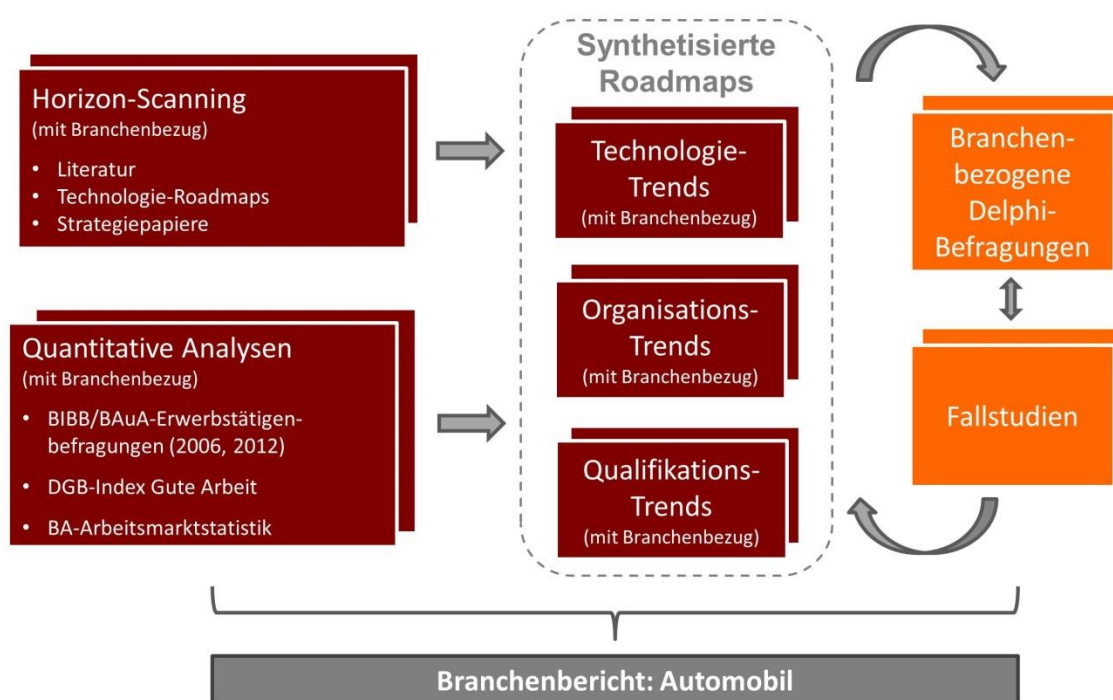 Horizon-Scanning
(mit Branchenbezug)
• Literatur
• Technologie-Roadmaps
• Strategiepapiere
Quantitative Analysen
(mit Branchenbezug)
• BIBB/BAuA-Erwerbstätigen-
befragungen (2006, 2012)
• DGB-Index Gute Arbeit
• BA-Arbeitsmarktstatistik
Synthetisierte
Roadmaps
Technologie-
Trends
(mit Branchenbezug)
Organisations-
Trends
(mit Branchenbezug)
Qualifikations-
Trends
(mit Branchenbezug)
Branchen-
bezogene
Delphi-
Befragungen
Fallstudien
Branchenbericht: Automobil